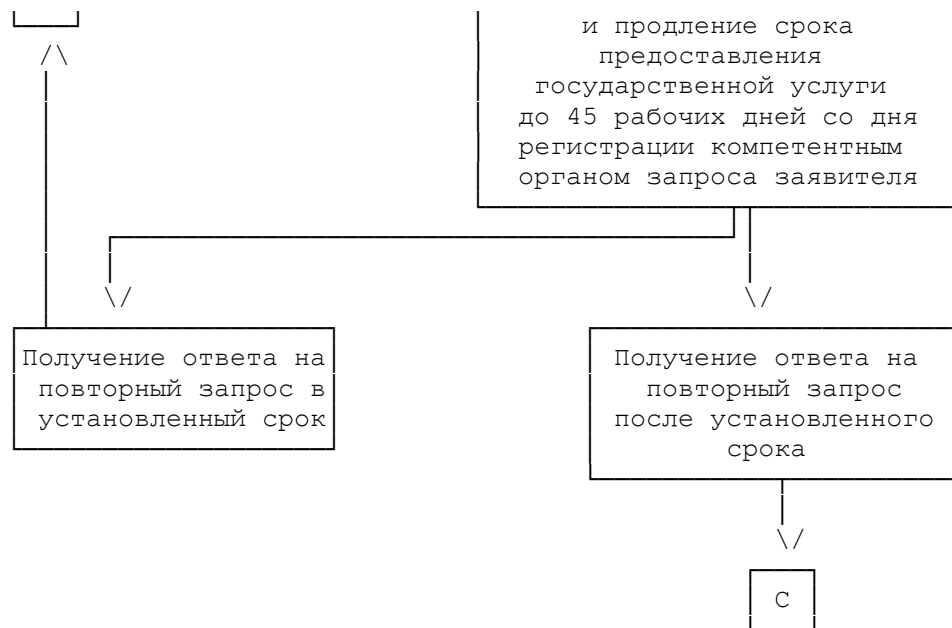 и продление срока
предоставления
государственной услуги
до 45 рабочих дней со дня
регистрации компетентным
органом запроса заявителя
Получение ответа на
повторный запрос в
установленный срок
Получение ответа на
повторный запрос
после установленного
срока
С